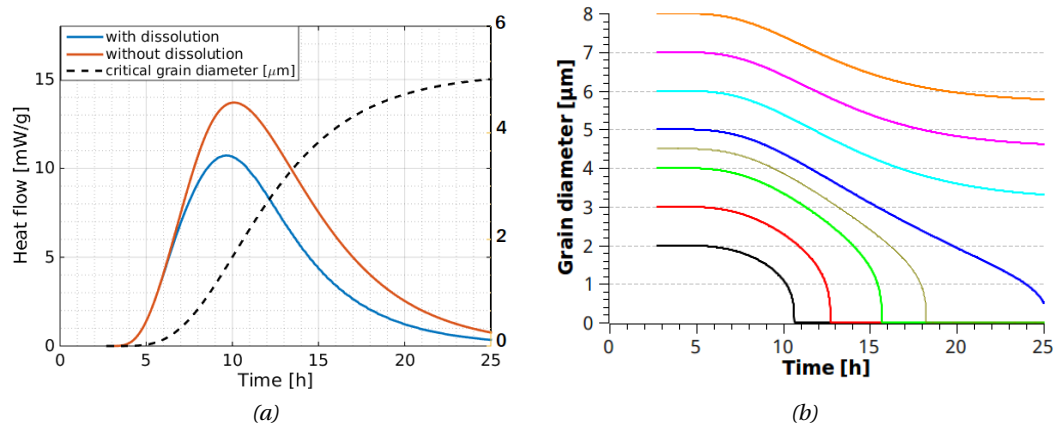 with dissolution
without dissolution
critical grain diameter [μm]
Heat flow [mW/g]
15
10
5
0
6
4
2
0
0 5 10 15 20 25
Time [h]
(a)
Grain diameter [μm]
8
7
6
5
4
3
2
1
0
0 5 10 15 20 25
Time [h]
(b)